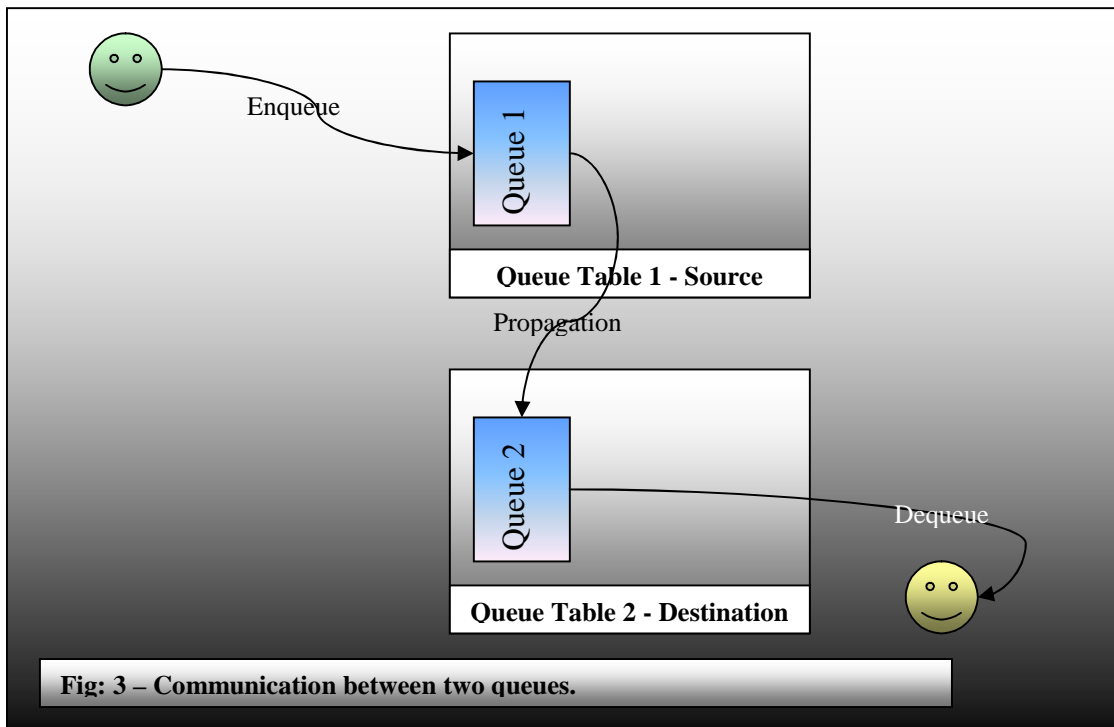 Enqueue
Queue 1
Queue Table 1 - Source
Propagation
Queue 2
Dequeue
Queue Table 2 - Destination
Fig: 3 – Communication between two queues.